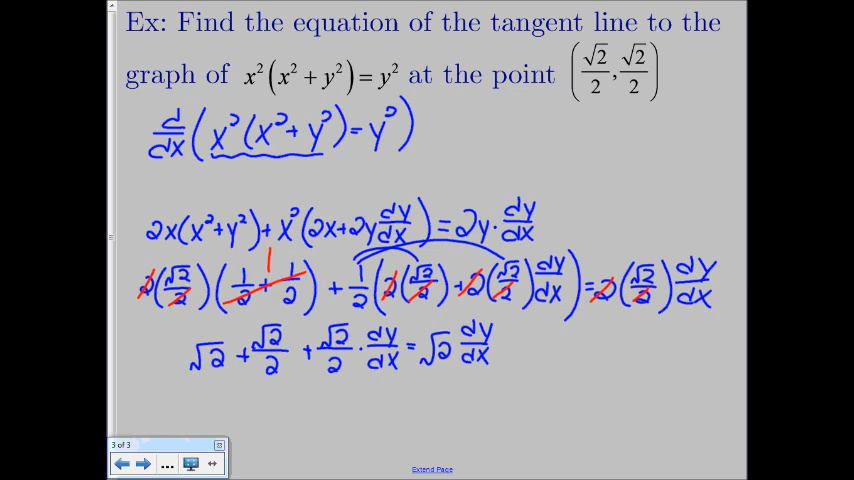 Ex: Find the equation of the tangent line to the
graph of x²(x² + y²) = y² at the point (√2/2, √2/2)
d/dx(x²(x²+y²)=y²)
2x(x²+y²)+x²(2x+2y dy/dx)=2y·dy/dx
1
2(√2/2)(1/2+1/2)+1/2(2(√2/2)+2(√2/2)dy/dx)=2(√2/2)dy/dx
√2+√2/2+√2/2·dy/dx=√2 dy/dx
3 of 3
...
Extend Page